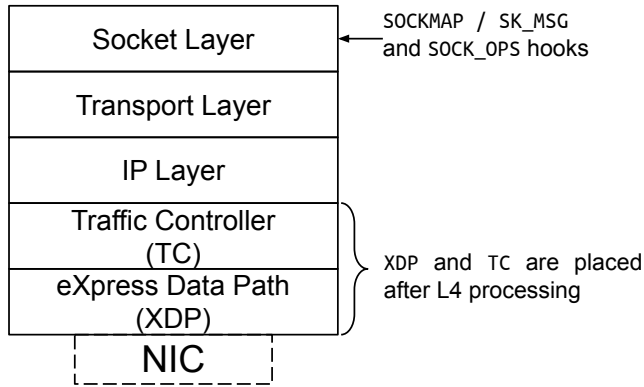 Socket Layer
SOCKMAP / SK_MSG
and SOCK_OPS hooks
Transport Layer
IP Layer
Traffic Controller
(TC)
XDP and TC are placed
after L4 processing
eXpress Data Path
(XDP)
NIC